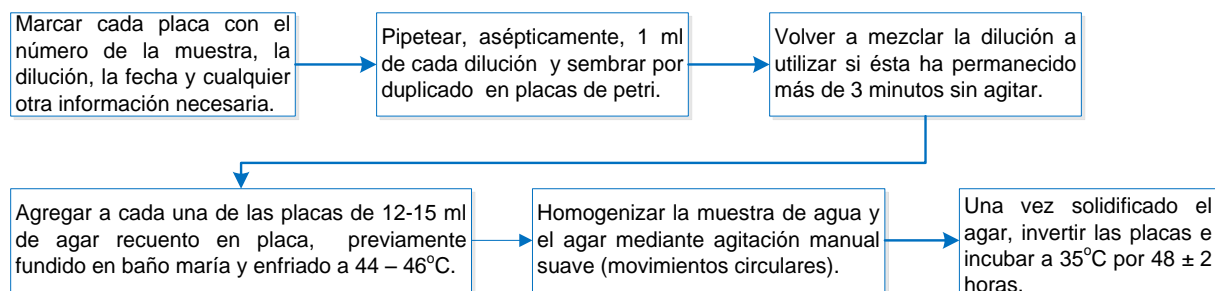 Marcar cada placa con el
número de la muestra, la
dilución, la fecha y cualquier
otra información necesaria.
Pipetear, asépticamente, 1 ml
de cada dilución y sembrar por
duplicado en placas de petri.
Volver a mezclar la dilución a
utilizar si ésta ha permanecido
más de 3 minutos sin agitar.
Agregar a cada una de las placas de 12-15 ml
de agar recuento en placa, previamente
fundido en baño maría y enfriado a 44 – 46°C.
Homogenizar la muestra de agua y
el agar mediante agitación manual
suave (movimientos circulares).
Una vez solidificado el
agar, invertir las placas e
incubar a 35°C por 48 ± 2
horas.